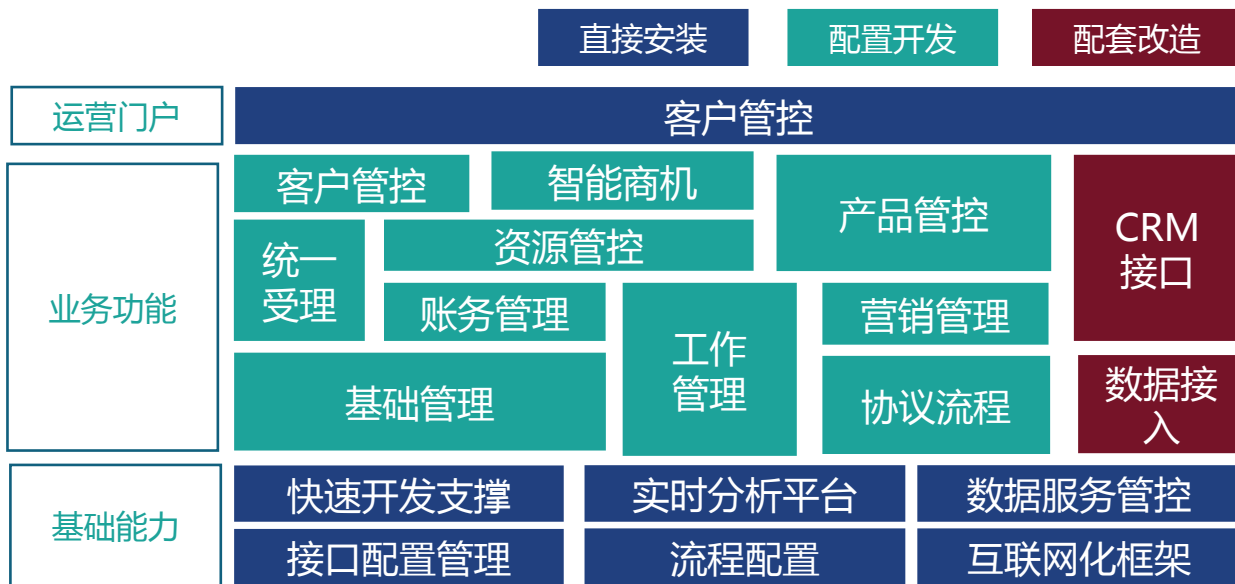 直接安装
配置开发
配套改造
运营门户
客户管控
业务功能
客户管控
智能商机
产品管控
CRM
接口
统一
受理
资源管控
账务管理
工作
管理
营销管理
基础管理
协议流程
数据接
入
基础能力
快速开发支撑
实时分析平台
数据服务管控
接口配置管理
流程配置
互联网化框架